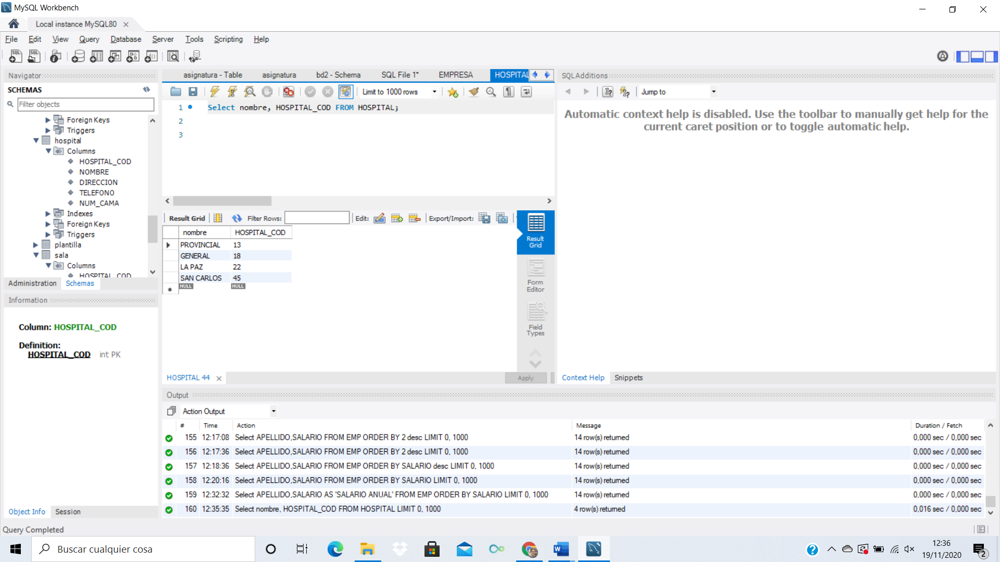 MySQL Workbench
Local instance MySQL80
File Edit View Query Database Server Tools Scripting Help
Navigator
SCHEMAS
Filter objects
Foreign Keys
Triggers
hospital
Columns
HOSPITAL_COD
NOMBRE
DIRECCION
TELEFONO
NUM_CAMA
Indexes
Foreign Keys
Triggers
plantilla
sala
Columns
HOSPITAL_COD
Administration Schemas
Information
Column: HOSPITAL_COD
Definition:
HOSPITAL_COD int PK
Object Info Session
asignatura - Table asignatura bd2 - Schema SQL File 1* EMPRESA HOSPITAL
Limit to 1000 rows
1 Select nombre, HOSPITAL_COD FROM HOSPITAL;
2
3
Result Grid Filter Rows: Edit: Export/Import:
nombre HOSPITAL_COD
PROVINCIAL 13
GENERAL 18
LA PAZ 22
SAN CARLOS 45
NULL NULL
Result Grid
Form Editor
Field Types
HOSPITAL 44 Apply
SQLAdditions
Jump to
Automatic context help is disabled. Use the toolbar to manually get help for the
current caret position or to toggle automatic help.
Context Help Snippets
Output
Action Output
# Time Action Message Duration / Fetch
155 12:17:08 Select APELLIDO,SALARIO FROM EMP ORDER BY 2 desc LIMIT 0, 1000 14 row(s) returned 0,000 sec / 0,000 sec
156 12:17:36 Select APELLIDO,SALARIO FROM EMP ORDER BY 2 desc LIMIT 0, 1000 14 row(s) returned 0,000 sec / 0,000 sec
157 12:18:36 Select APELLIDO,SALARIO FROM EMP ORDER BY SALARIO desc LIMIT 0, 1000 14 row(s) returned 0,000 sec / 0,000 sec
158 12:20:16 Select APELLIDO,SALARIO FROM EMP ORDER BY SALARIO LIMIT 0, 1000 14 row(s) returned 0,000 sec / 0,000 sec
159 12:32:32 Select APELLIDO,SALARIO AS 'SALARIO ANUAL' FROM EMP ORDER BY SALARIO LIMIT 0, 1000 14 row(s) returned 0,000 sec / 0,000 sec
160 12:35:35 Select nombre, HOSPITAL_COD FROM HOSPITAL LIMIT 0, 1000 4 row(s) returned 0,016 sec / 0,000 sec
Query Completed
Buscar cualquier cosa
12:36
19/11/2020
2